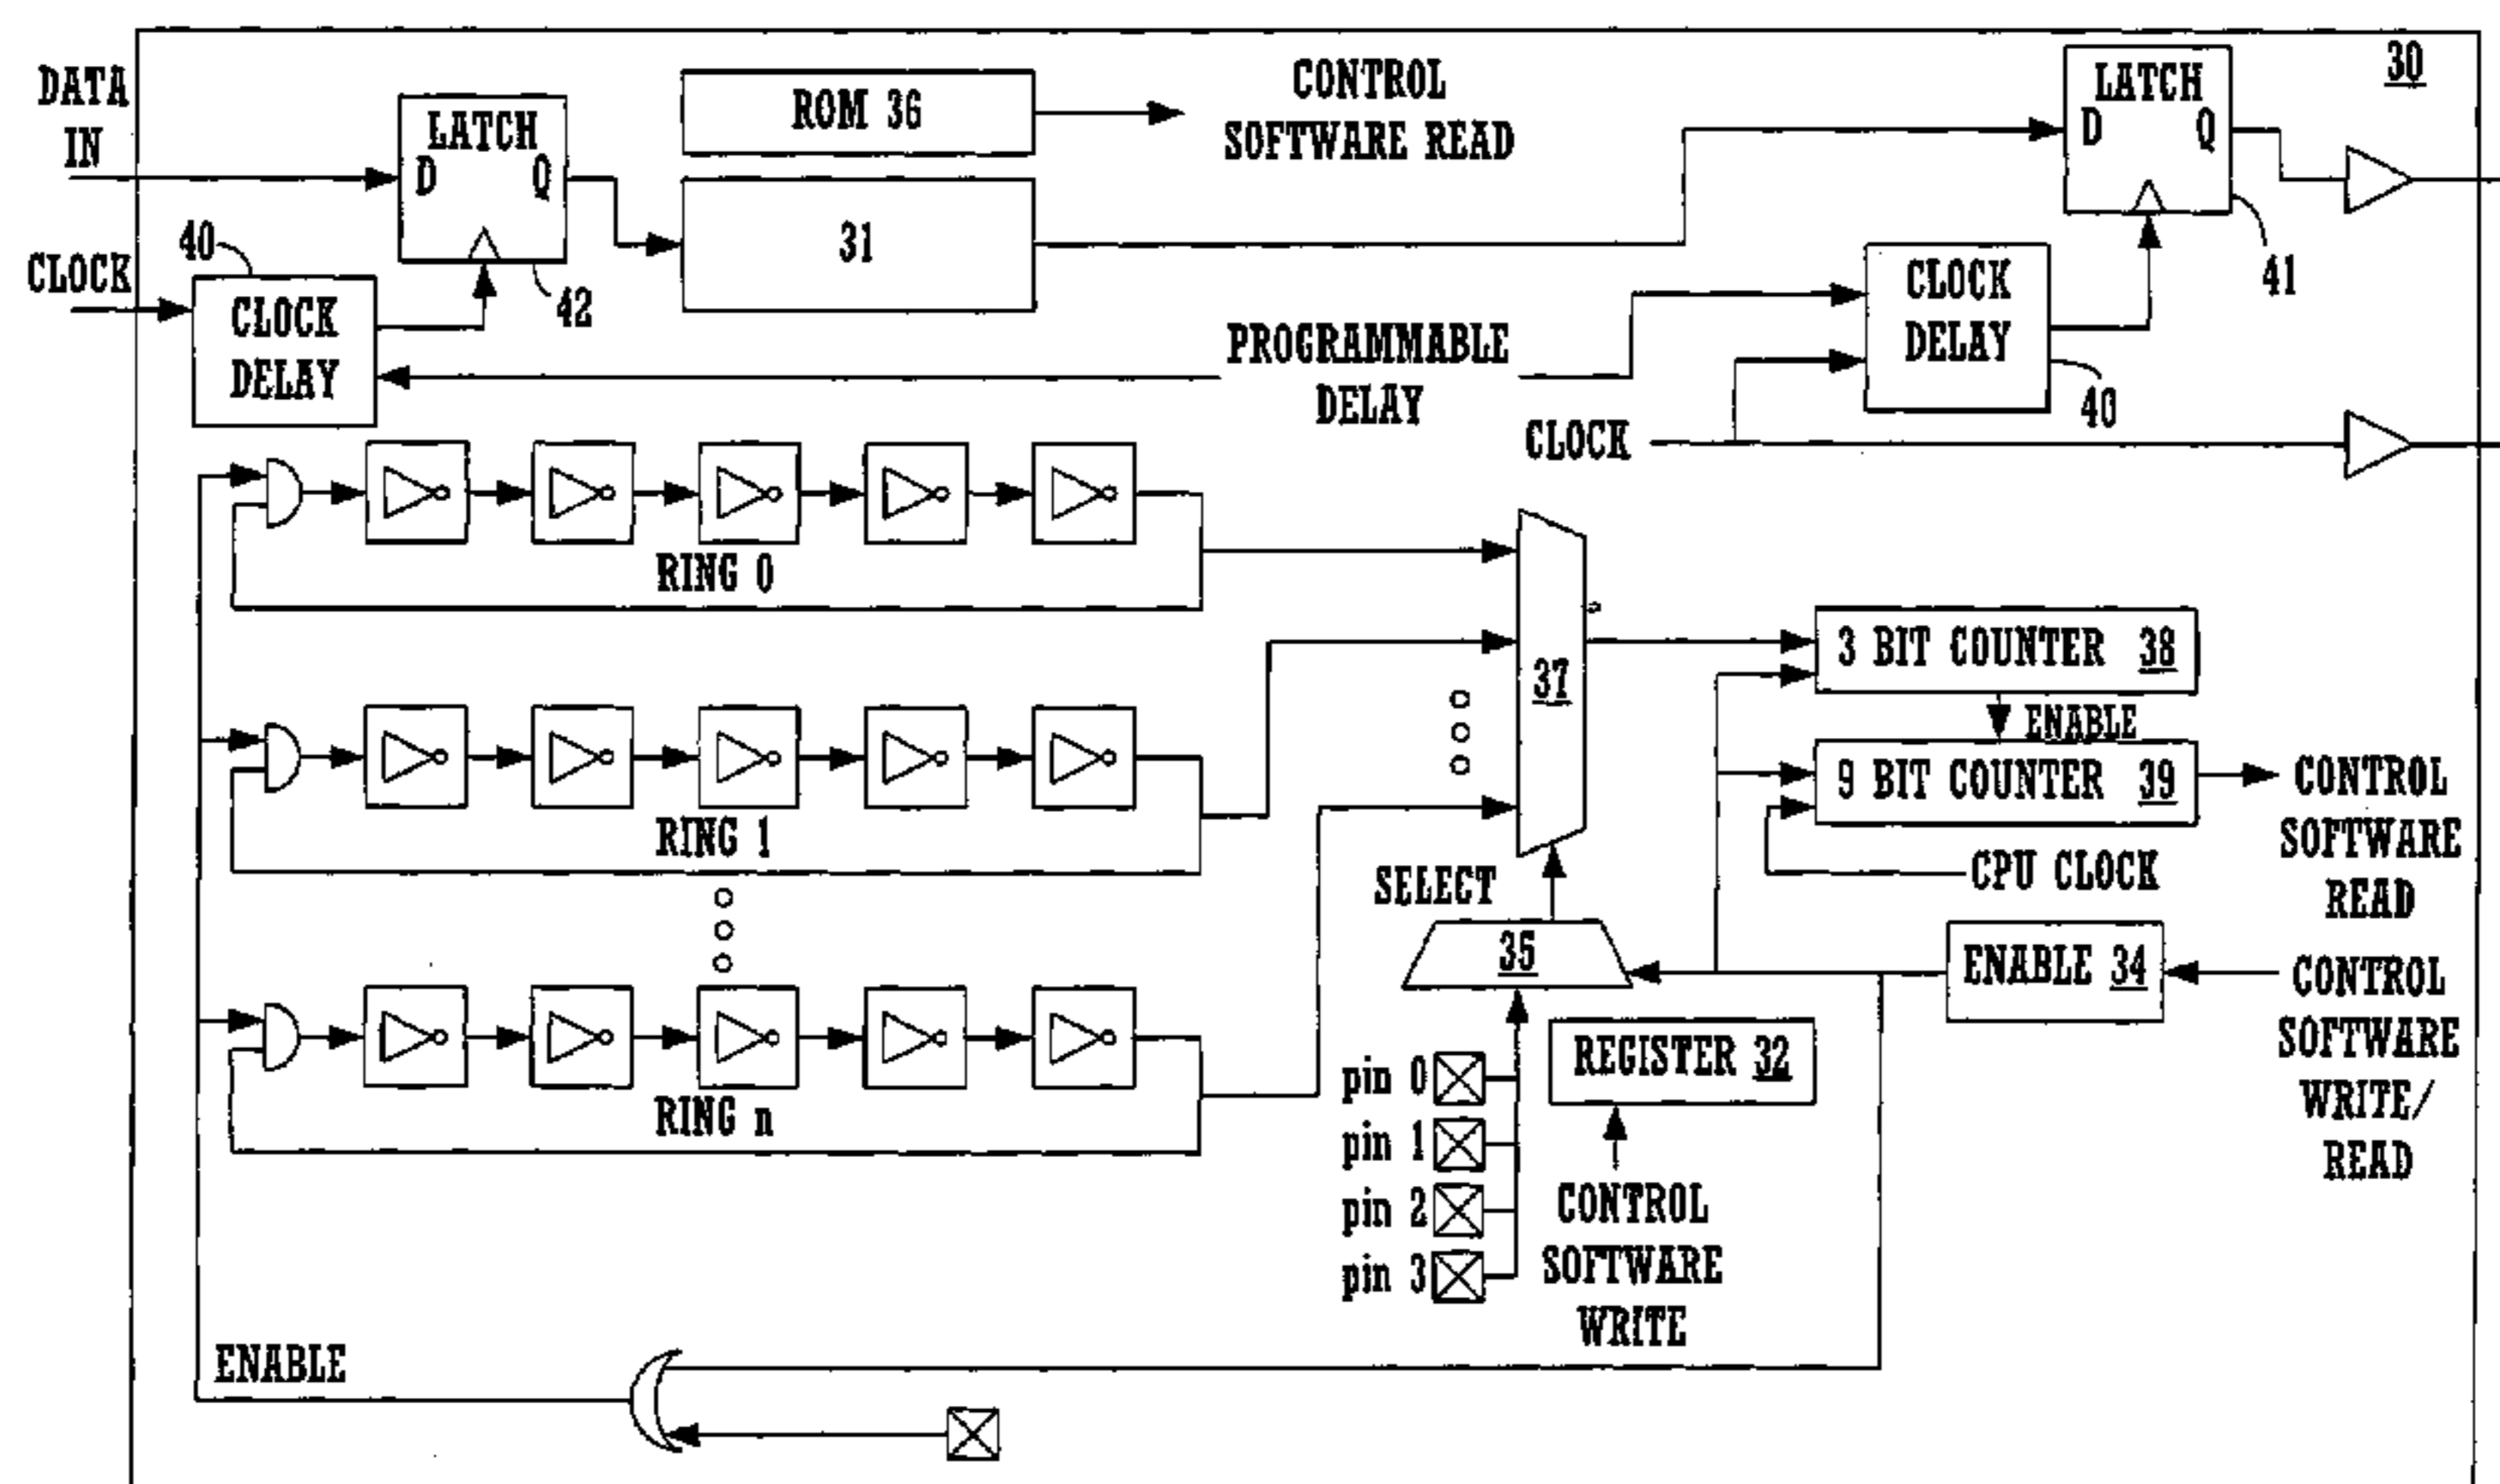 30
DATA
IN
LATCH
D Q
42
ROM 36
CONTROL
SOFTWARE READ
31
LATCH
D Q
41
CLOCK
40
CLOCK
DELAY
PROGRAMMABLE
DELAY
CLOCK
DELAY
40
CLOCK
RING 0
RING 1
RING n
37
3 BIT COUNTER 38
ENABLE
9 BIT COUNTER 39
CONTROL
SOFTWARE
READ
CPU CLOCK
SELECT
35
ENABLE 34
CONTROL
SOFTWARE
WRITE/
READ
REGISTER 32
pin 0
pin 1
pin 2
pin 3
CONTROL
SOFTWARE
WRITE
ENABLE